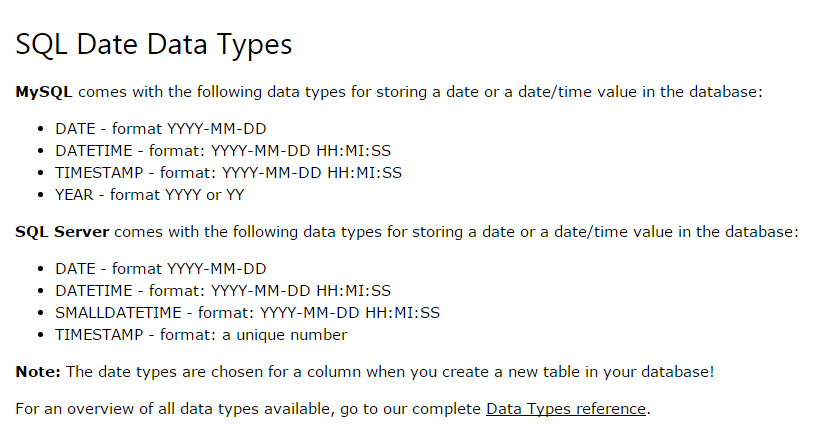 SQL Date Data Types
MySQL comes with the following data types for storing a date or a date/time value in the database:
• DATE - format YYYY-MM-DD
• DATETIME - format: YYYY-MM-DD HH:MI:SS
• TIMESTAMP - format: YYYY-MM-DD HH:MI:SS
• YEAR - format YYYY or YY
SQL Server comes with the following data types for storing a date or a date/time value in the database:
• DATE - format YYYY-MM-DD
• DATETIME - format: YYYY-MM-DD HH:MI:SS
• SMALLDATETIME - format: YYYY-MM-DD HH:MI:SS
• TIMESTAMP - format: a unique number
Note: The date types are chosen for a column when you create a new table in your database!
For an overview of all data types available, go to our complete Data Types reference.